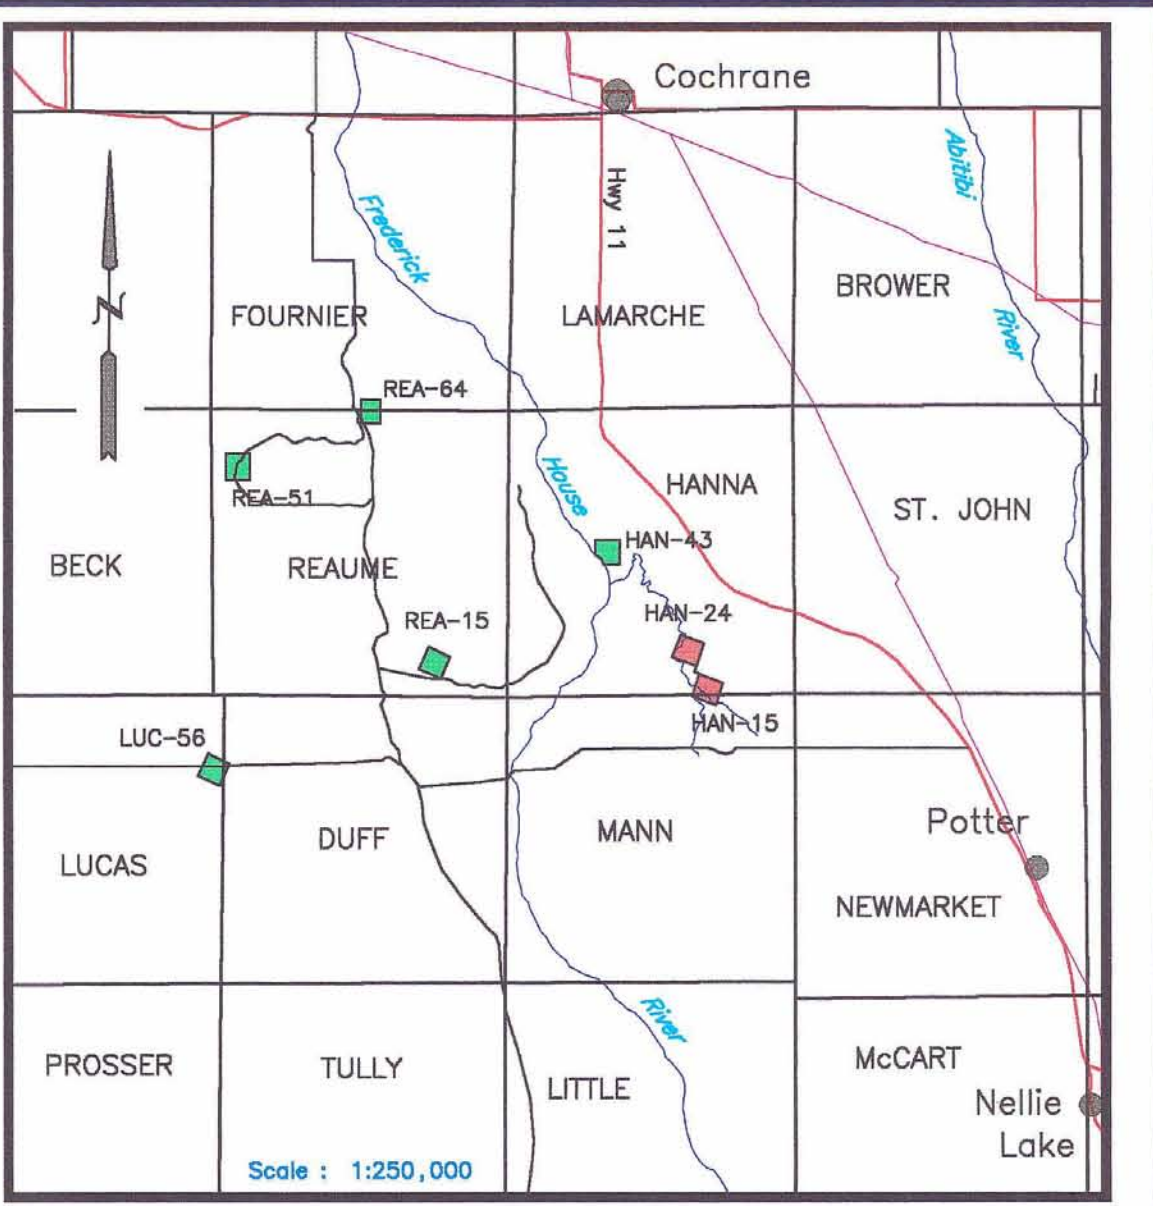 Cochrane
Abitibi
Hwy 11
Frederick
BROWER
FOURNIER
LAMARCHE
River
REA-64
House
HANNA
REA-51
ST. JOHN
HAN-43
BECK
REAUME
HAN-24
REA-15
HAN-15
LUC-56
Potter
MANN
DUFF
LUCAS
NEWMARKET
River
McCART
PROSSER
TULLY
LITTLE
Nellie
Lake
Scale : 1:250,000
N